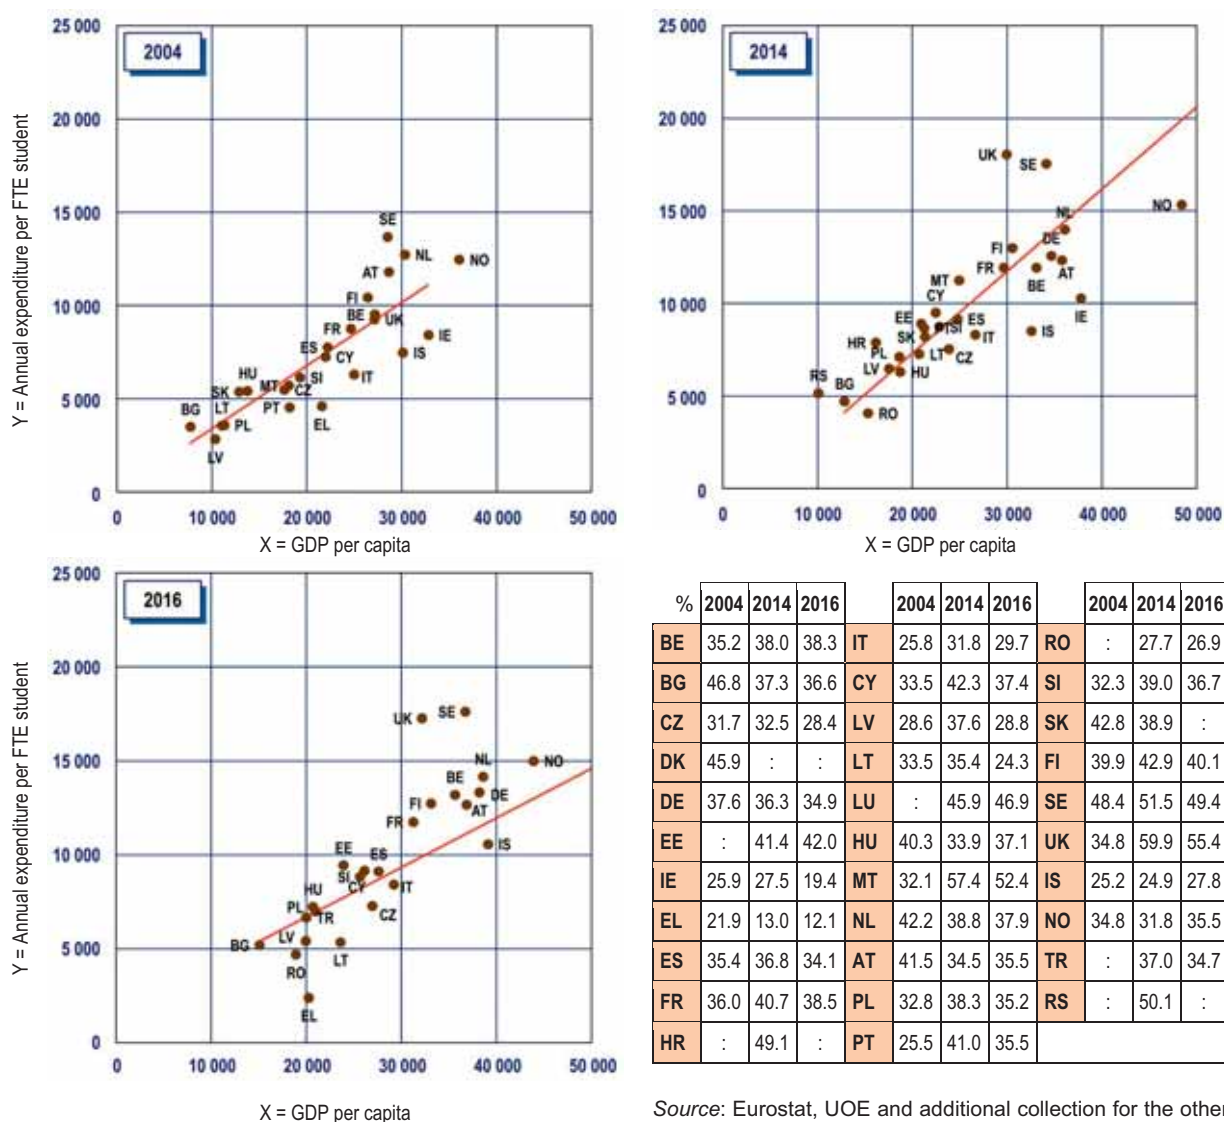 25 000
2004
20 000
15 000
10 000
5 000
0
Y = Annual expenditure per FTE student
SE
NL
NO
AT
FI
BE
UK
FR
IE
ES
CY
IS
IT
HU
MT
SI
SK
CZ
LT
PT
BG
PL
EL
LV
0 10 000 20 000 30 000 40 000 50 000
X = GDP per capita
25 000
2014
20 000
15 000
10 000
5 000
0
UK
SE
NO
NL
DE
FI
FR
AT
MT
BE
CY
IE
EE
SI
ES
IS
HR
SK
IT
PL
LT
CZ
LV
HU
RS
BG
RO
0 10 000 20 000 30 000 40 000 50 000
X = GDP per capita
25 000
2016
20 000
15 000
10 000
5 000
0
Y = Annual expenditure per FTE student
UK
SE
NL
NO
BE
DE
FI
AT
FR
IS
EE
ES
SI
CY
HU
IT
PL
TR
CZ
BG
LV
RO
LT
EL
0 10 000 20 000 30 000 40 000 50 000
X = GDP per capita
% 2004 2014 2016 2004 2014 2016 2004 2014 2016
BE 35.2 38.0 38.3 IT 25.8 31.8 29.7 RO : 27.7 26.9
BG 46.8 37.3 36.6 CY 33.5 42.3 37.4 SI 32.3 39.0 36.7
CZ 31.7 32.5 28.4 LV 28.6 37.6 28.8 SK 42.8 38.9 :
DK 45.9 : : LT 33.5 35.4 24.3 FI 39.9 42.9 40.1
DE 37.6 36.3 34.9 LU : 45.9 46.9 SE 48.4 51.5 49.4
EE : 41.4 42.0 HU 40.3 33.9 37.1 UK 34.8 59.9 55.4
IE 25.9 27.5 19.4 MT 32.1 57.4 52.4 IS 25.2 24.9 27.8
EL 21.9 13.0 12.1 NL 42.2 38.8 37.9 NO 34.8 31.8 35.5
ES 35.4 36.8 34.1 AT 41.5 34.5 35.5 TR : 37.0 34.7
FR 36.0 40.7 38.5 PL 32.8 38.3 35.2 RS : 50.1 :
HR : 49.1 : PT 25.5 41.0 35.5
Source: Eurostat, UOE and additional collection for the other